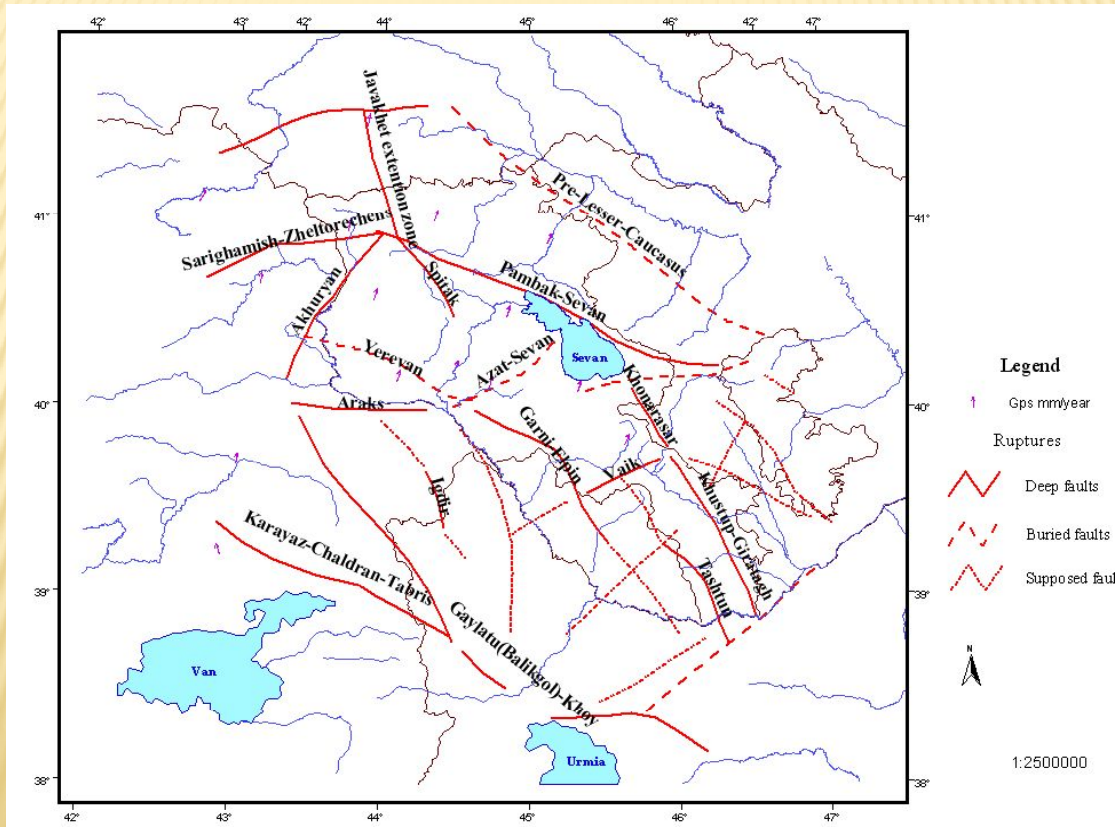 42° 43° 42° 44° 45° 46° 47°
Javakhet extention zone
41° 41°
Pre-Lesser-Caucasus
Sarighamish-Zheltorechens
Spitak
Pambak-Sevan
Akhuryan
Yerevan
Azat-Sevan
Sevan
Khonarasar
40° 40°
Araks
Garni-Elpin
Vaik
Igdir
Khustup-Giratagh
Karayaz-Chaldran-Tabris
Tashtun
39° 39°
Gaylatu(Balikgol)-Khoy
Van
Urmia
38° 38°
42° 43° 44° 45° 46° 47°
Legend
Gps mm/year
Ruptures
Deep faults
Buried faults
Supposed faul
N
1:2500000